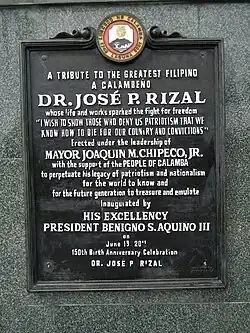 A TRIBUTE TO THE GREATEST FILIPINO
A CALAMBEÑO
DR. JOSÉ P. RIZAL
whose life and works sparked the fight for freedom
"I WISH TO SHOW THOSE WHO DENY US PATRIOTISM THAT WE
KNOW HOW TO DIE FOR OUR COUNTRY AND CONVICTIONS"
Erected under the leadership of
MAYOR JOAQUIN M. CHIPECO, JR.
with the support of the PEOPLE OF CALAMBA
to perpetuate his legacy of patriotism and nationalism
for the world to know and
for the future generation to treasure and emulate
Inaugurated by
HIS EXCELLENCY
PRESIDENT BENIGNO S. AQUINO III
on
June 19 2011
150th Birth Anniversary Celebration
DR. JOSE P RIZAL